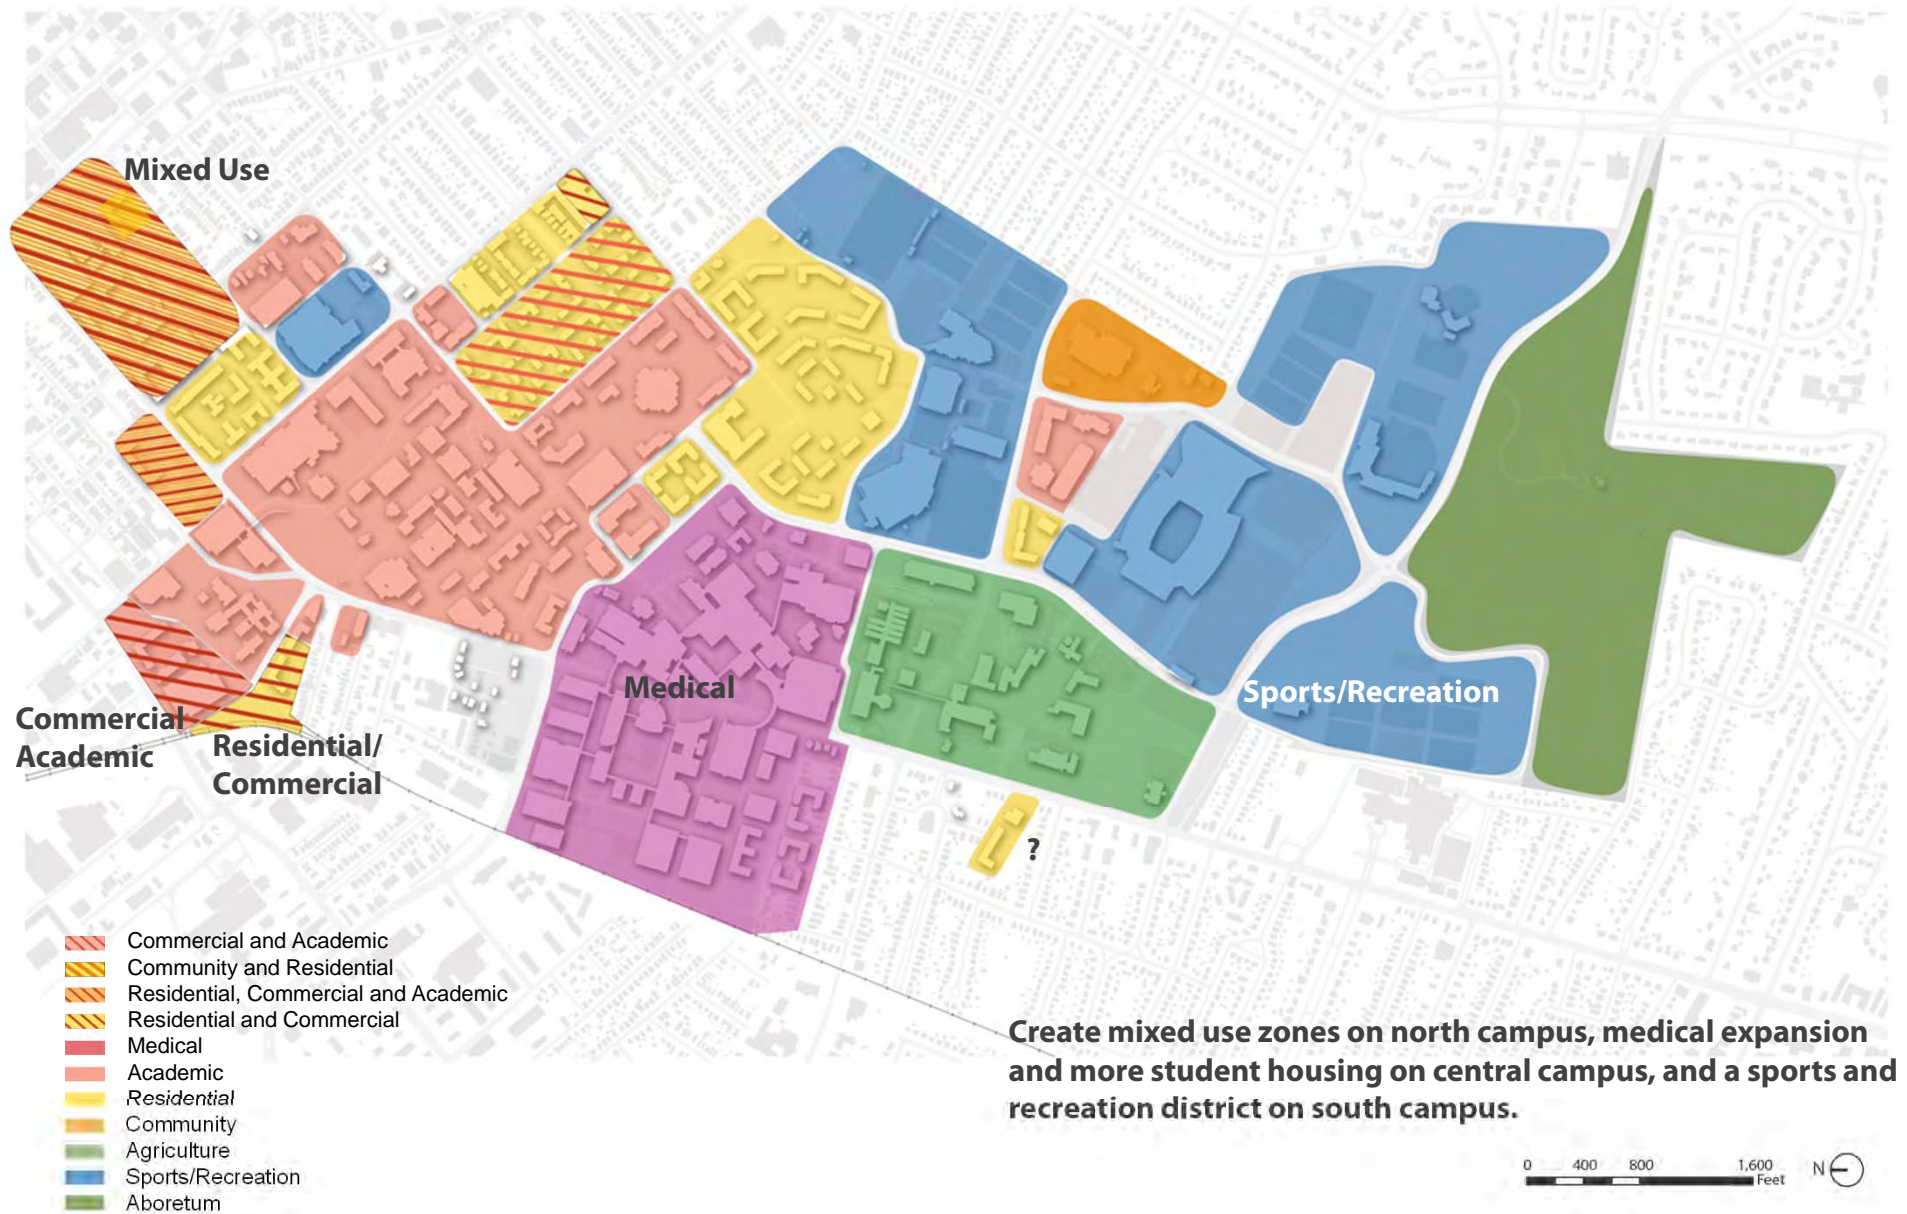 Mixed Use
Medical
Sports/Recreation
Commercial
Academic
Residential/
Commercial
?
Commercial and Academic
Community and Residential
Residential, Commercial and Academic
Residential and Commercial
Medical
Academic
Residential
Community
Agriculture
Sports/Recreation
Aboretum
Create mixed use zones on north campus, medical expansion
and more student housing on central campus, and a sports and
recreation district on south campus.
0 400 800 1,600
Feet
N